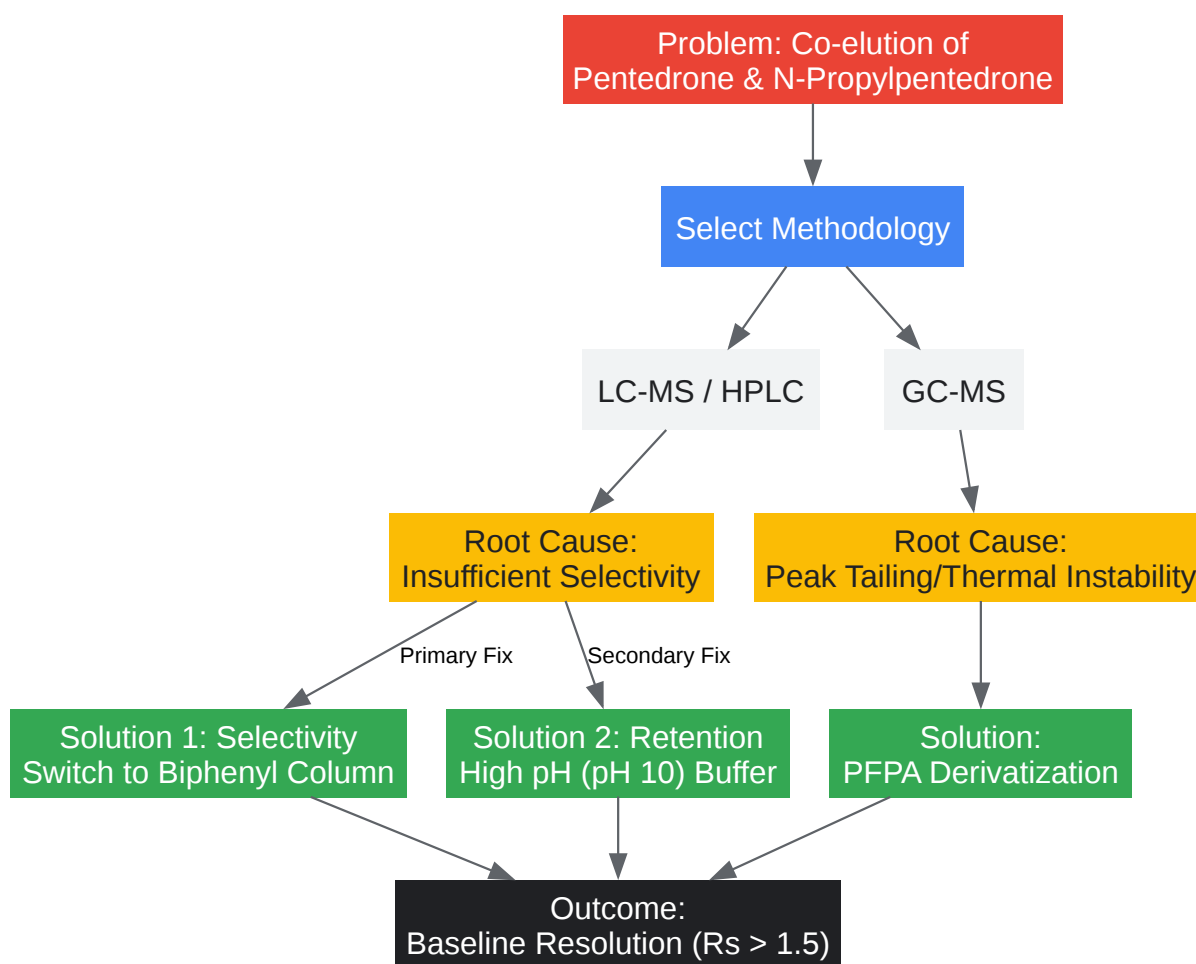 Problem: Co-elution of
Pentedrone & N-Propylpentedrone
Select Methodology
LC-MS / HPLC
GC-MS
Root Cause:
Insufficient Selectivity
Root Cause:
Peak Tailing/Thermal Instability
Primary Fix
Secondary Fix
Solution 1: Selectivity
Switch to Biphenyl Column
Solution 2: Retention
High pH (pH 10) Buffer
Solution:
PFPA Derivatization
Outcome:
Baseline Resolution (Rs > 1.5)